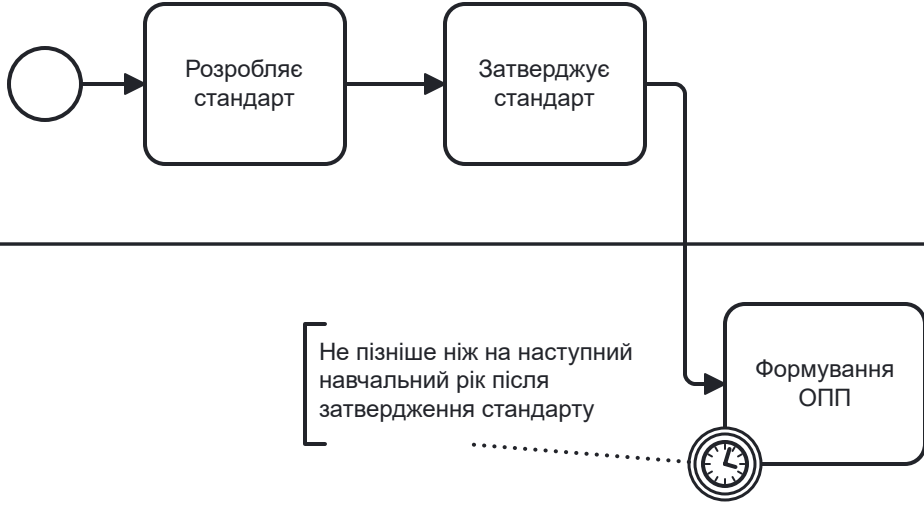 Розробляє
стандарт
Затверджує
стандарт
Не пізніше ніж на наступний
навчальний рік після
затвердження стандарту
Формування
ОПП